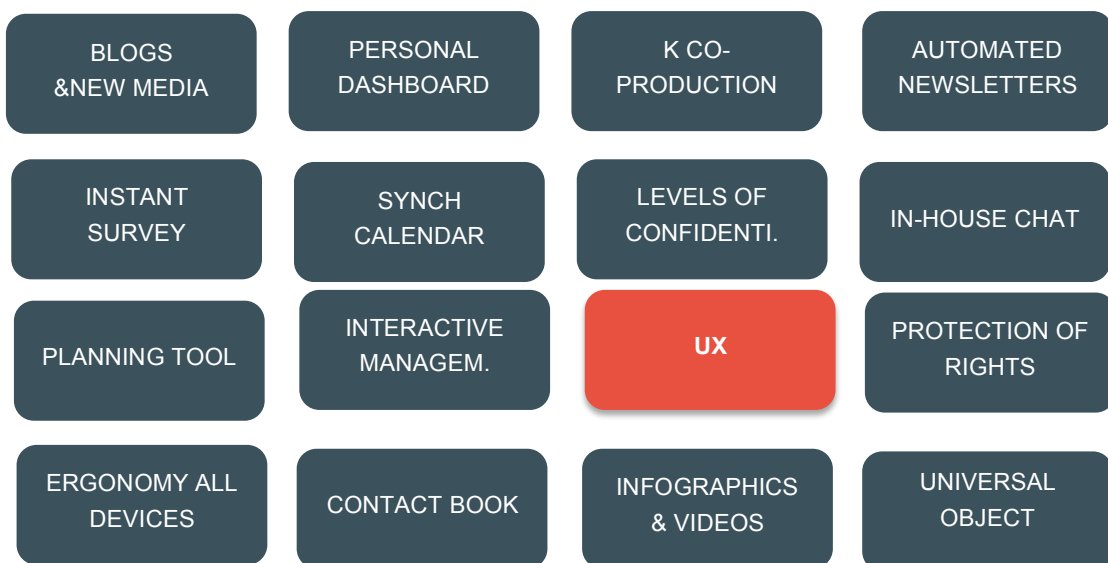 BLOGS
&NEW MEDIA
PERSONAL
DASHBOARD
K CO-
PRODUCTION
AUTOMATED
NEWSLETTERS
INSTANT
SURVEY
SYNCH
CALENDAR
LEVELS OF
CONFIDENTI.
IN-HOUSE CHAT
PLANNING TOOL
INTERACTIVE
MANAGEM.
UX
PROTECTION OF
RIGHTS
ERGONOMY ALL
DEVICES
CONTACT BOOK
INFOGRAPHICS
& VIDEOS
UNIVERSAL
OBJECT